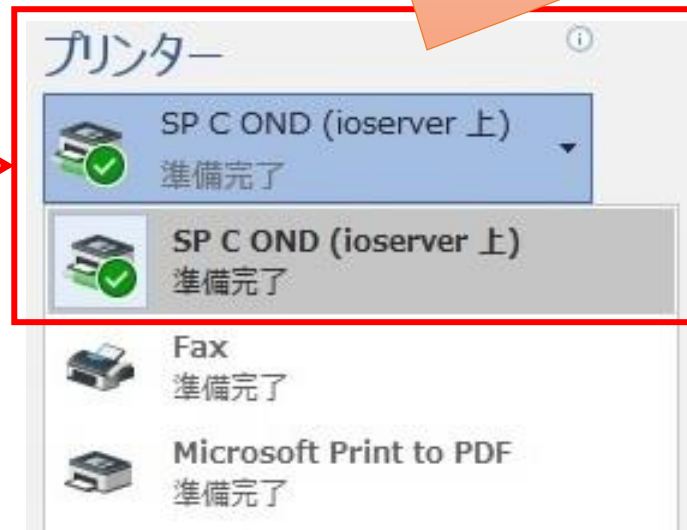 プリンター
SP C OND (ioserver 上)
準備完了
SP C OND (ioserver 上)
準備完了
Fax
準備完了
Microsoft Print to PDF
準備完了